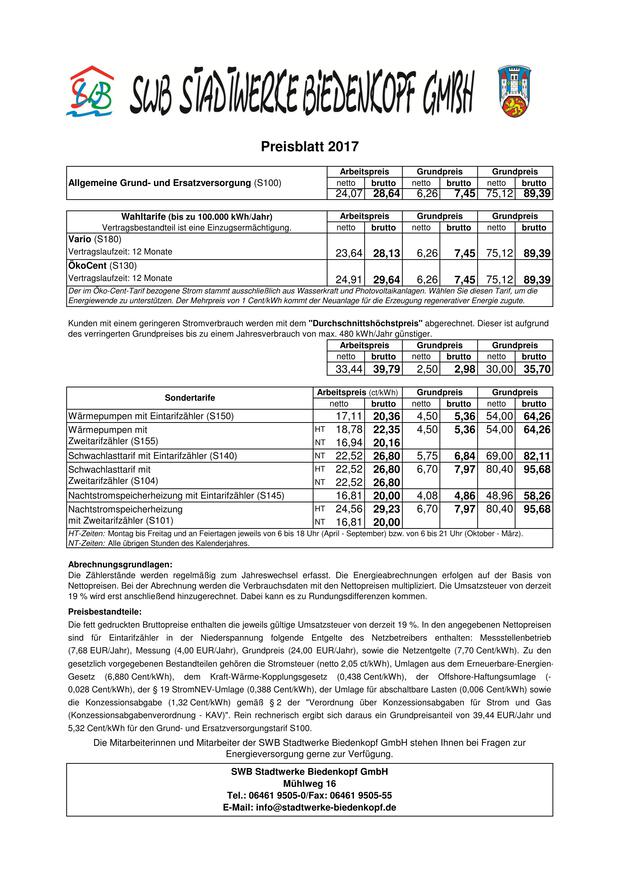 SWB
SWB STADTWERKE BIEDENKOPF GMBH
Preisblatt 2017
Arbeitspreis Grundpreis Grundpreis
Allgemeine Grund- und Ersatzversorgung (S100) netto brutto netto brutto netto brutto
24,07 28,64 6,26 7,45 75,12 89,39
Wahltarife (bis zu 100.000 kWh/Jahr) Arbeitspreis Grundpreis Grundpreis
Vertragsbestandteil ist eine Einzugsermächtigung. netto brutto netto brutto netto brutto
Vario (S180)
Vertragslaufzeit: 12 Monate 23,64 28,13 6,26 7,45 75,12 89,39
ÖkoCent (S130)
Vertragslaufzeit: 12 Monate 24,91 29,64 6,26 7,45 75,12 89,39
Der im Öko-Cent-Tarif bezogene Strom stammt ausschließlich aus Wasserkraft und Photovoltaikanlagen. Wählen Sie diesen Tarif, um die
Energiewende zu unterstützen. Der Mehrpreis von 1 Cent/kWh kommt der Neuanlage für die Erzeugung regenerativer Energie zugute.
Kunden mit einem geringeren Stromverbrauch werden mit dem "Durchschnittshöchstpreis" abgerechnet. Dieser ist aufgrund
des verringerten Grundpreises bis zu einem Jahresverbrauch von max. 480 kWh/Jahr günstiger.
Arbeitspreis Grundpreis Grundpreis
netto brutto netto brutto netto brutto
33,44 39,79 2,50 2,98 30,00 35,70
Sondertarife Arbeitspreis (ct/kWh) Grundpreis Grundpreis
netto brutto netto brutto netto brutto
Wärmepumpen mit Eintarifzähler (S150) 17,11 20,36 4,50 5,36 54,00 64,26
Wärmepumpen mit HT 18,78 22,35 4,50 5,36 54,00 64,26
Zweitarifzähler (S155) NT 16,94 20,16
Schwachlasttarif mit Eintarifzähler (S140) NT 22,52 26,80 5,75 6,84 69,00 82,11
Schwachlasttarif mit HT 22,52 26,80 6,70 7,97 80,40 95,68
Zweitarifzähler (S104) NT 22,52 26,80
Nachtstromspeicherheizung mit Eintarifzähler (S145) 16,81 20,00 4,08 4,86 48,96 58,26
Nachtstromspeicherheizung HT 24,56 29,23 6,70 7,97 80,40 95,68
mit Zweitarifzähler (S101) NT 16,81 20,00
HT-Zeiten: Montag bis Freitag und an Feiertagen jeweils von 6 bis 18 Uhr (April - September) bzw. von 6 bis 21 Uhr (Oktober - März).
NT-Zeiten: Alle übrigen Stunden des Kalenderjahres.
Abrechnungsgrundlagen:
Die Zählerstände werden regelmäßig zum Jahreswechsel erfasst. Die Energieabrechnungen erfolgen auf der Basis von
Nettopreisen. Bei der Abrechnung werden die Verbrauchsdaten mit den Nettopreisen multipliziert. Die Umsatzsteuer von derzeit
19 % wird erst anschließend hinzugerechnet. Dabei kann es zu Rundungsdifferenzen kommen.
Preisbestandteile:
Die fett gedruckten Bruttopreise enthalten die jeweils gültige Umsatzsteuer von derzeit 19 %. In den angegebenen Nettopreisen
sind für Eintarifzähler in der Niederspannung folgende Entgelte des Netzbetreibers enthalten: Messstellenbetrieb
(7,68 EUR/Jahr), Messung (4,00 EUR/Jahr), Grundpreis (24,00 EUR/Jahr), sowie die Netzentgelte (7,70 Cent/kWh). Zu den
gesetzlich vorgegebenen Bestandteilen gehören die Stromsteuer (netto 2,05 ct/kWh), Umlagen aus dem Erneuerbare-Energien-
Gesetz (6,880 Cent/kWh), dem Kraft-Wärme-Kopplungsgesetz (0,438 Cent/kWh), der Offshore-Haftungsumlage (-
0,028 Cent/kWh), der § 19 StromNEV-Umlage (0,388 Cent/kWh), der Umlage für abschaltbare Lasten (0,006 Cent/kWh) sowie
die Konzessionsabgabe (1,32 Cent/kWh) gemäß § 2 der "Verordnung über Konzessionsabgaben für Strom und Gas
(Konzessionsabgabenverordnung - KAV)". Rein rechnerisch ergibt sich daraus ein Grundpreisanteil von 39,44 EUR/Jahr und
5,32 Cent/kWh für den Grund- und Ersatzversorgungstarif S100.
Die Mitarbeiterinnen und Mitarbeiter der SWB Stadtwerke Biedenkopf GmbH stehen Ihnen bei Fragen zur
Energieversorgung gerne zur Verfügung.
SWB Stadtwerke Biedenkopf GmbH
Mühlweg 16
Tel.: 06461 9505-0/Fax: 06461 9505-55
E-Mail: info@stadtwerke-biedenkopf.de